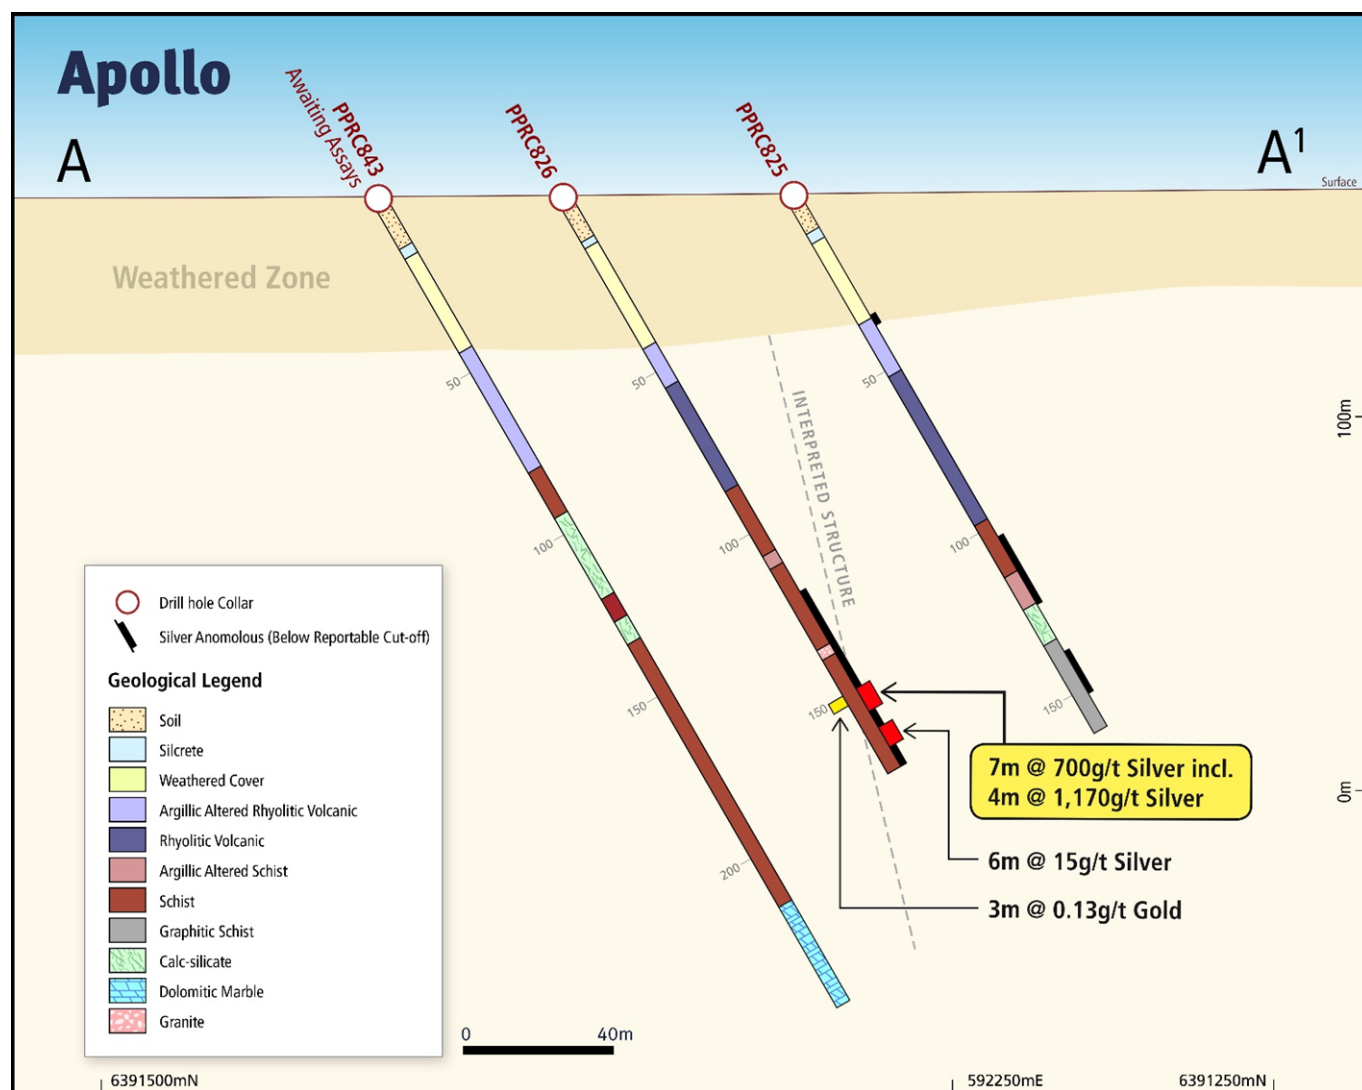 Apollo
A
A1
Awaiting Assays
PPRC843
PPRC826
PPRC825
Surface
Weathered Zone
50
50
50
100
100
100
150
150
150
200
INTERPRETED STRUCTURE
100m
0m
Drill hole Collar
Silver Anomolous (Below Reportable Cut-off)
Geological Legend
Soil
Silcrete
Weathered Cover
Argillic Altered Rhyolitic Volcanic
Rhyolitic Volcanic
Argillic Altered Schist
Schist
Graphitic Schist
Calc-silicate
Dolomitic Marble
Granite
7m @ 700g/t Silver incl.
4m @ 1,170g/t Silver
6m @ 15g/t Silver
3m @ 0.13g/t Gold
0 40m
6391500mN
592250mE
6391250mN